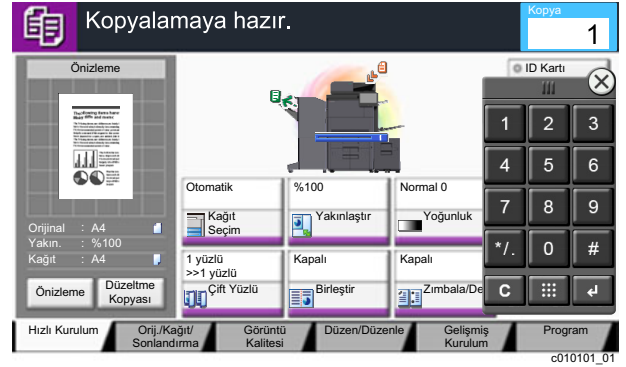 Kopyalamaya hazır.
Kopya
1
Önizleme
ID Kartı
Orijinal : A4
Yakın. : %100
Kağıt : A4
Önizleme
Düzeltme
Kopyası
Otomatik
Kağıt
Seçim
%100
Yakınlaştır
Normal 0
Yoğunluk
1 yüzlü
>>1 yüzlü
Çift Yüzlü
Kapalı
Birleştir
Kapalı
Zımbala/De
1 2 3
4 5 6
7 8 9
*/. 0 #
C
Hızlı Kurulum
Orij./Kağıt/
Sonlandırma
Görüntü
Kalitesi
Düzen/Düzenle
Gelişmiş
Kurulum
Program
c010101_01